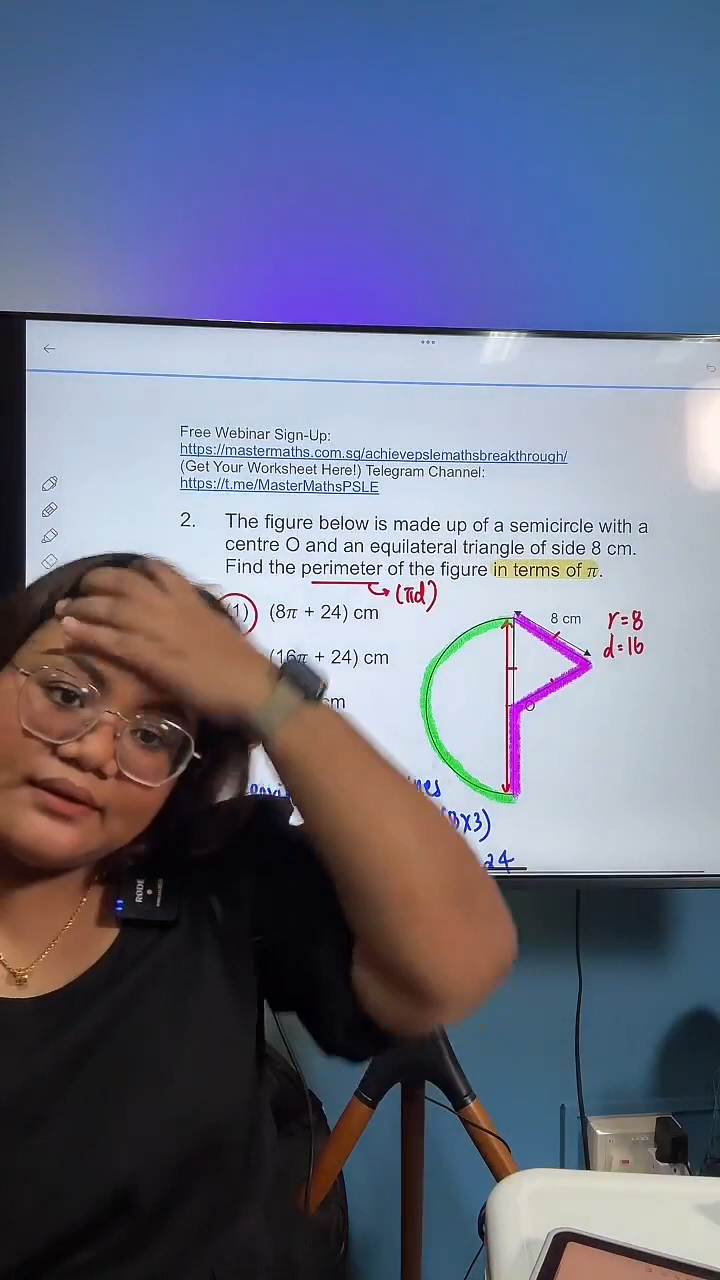 Free Webinar Sign-Up:
https://mastermaths.com.sg/achievepslemathsbreakthrough/
(Get Your Worksheet Here!) Telegram Channel:
https://t.me/MasterMathsPSLE
2. The figure below is made up of a semicircle with a
centre O and an equilateral triangle of side 8 cm.
Find the perimeter of the figure in terms of π.
(πd)
(1) (8π + 24) cm
8 cm
r=8
d=16
(16π + 24) cm
O
cm
24
RODE